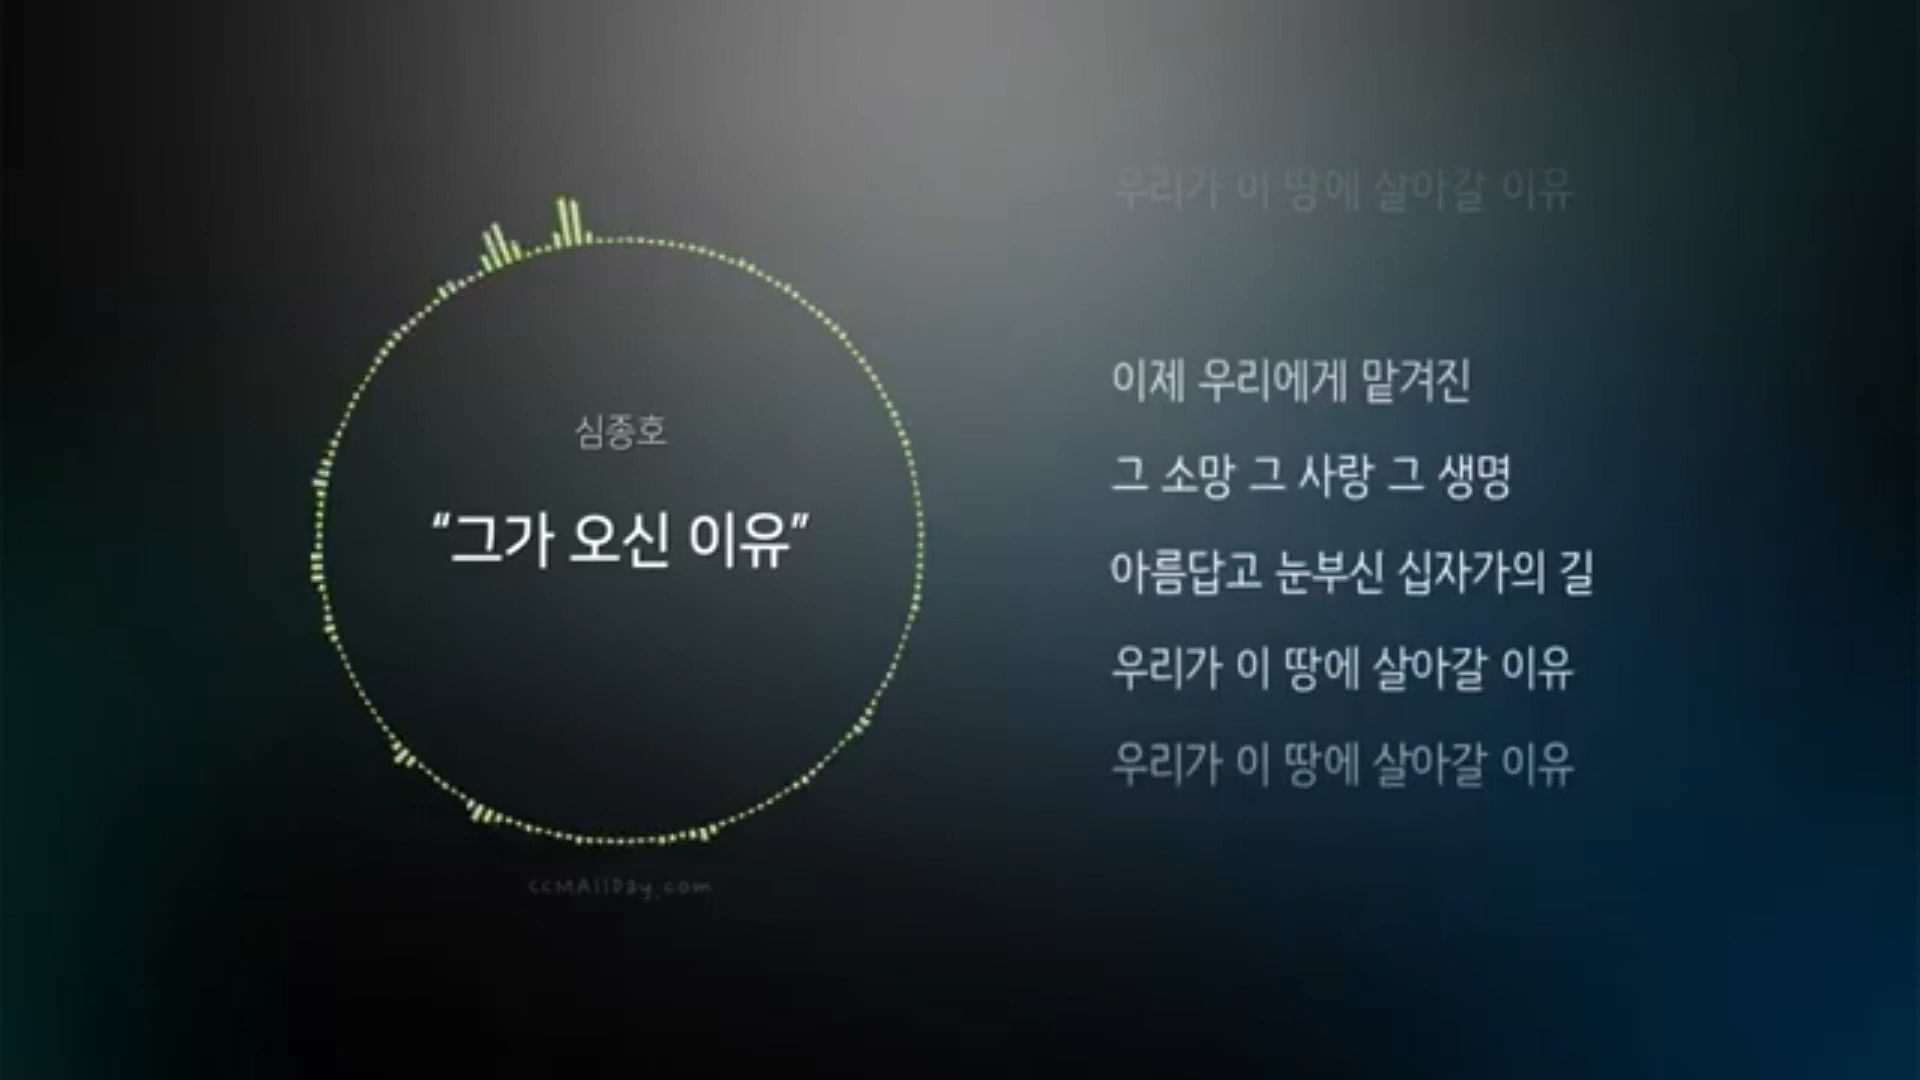 심종호
“그가 오신 이유”
ccMAllDay.com
우리가 이 땅에 살아갈 이유
이제 우리에게 맡겨진
그 소망 그 사랑 그 생명
아름답고 눈부신 십자가의 길
우리가 이 땅에 살아갈 이유
우리가 이 땅에 살아갈 이유